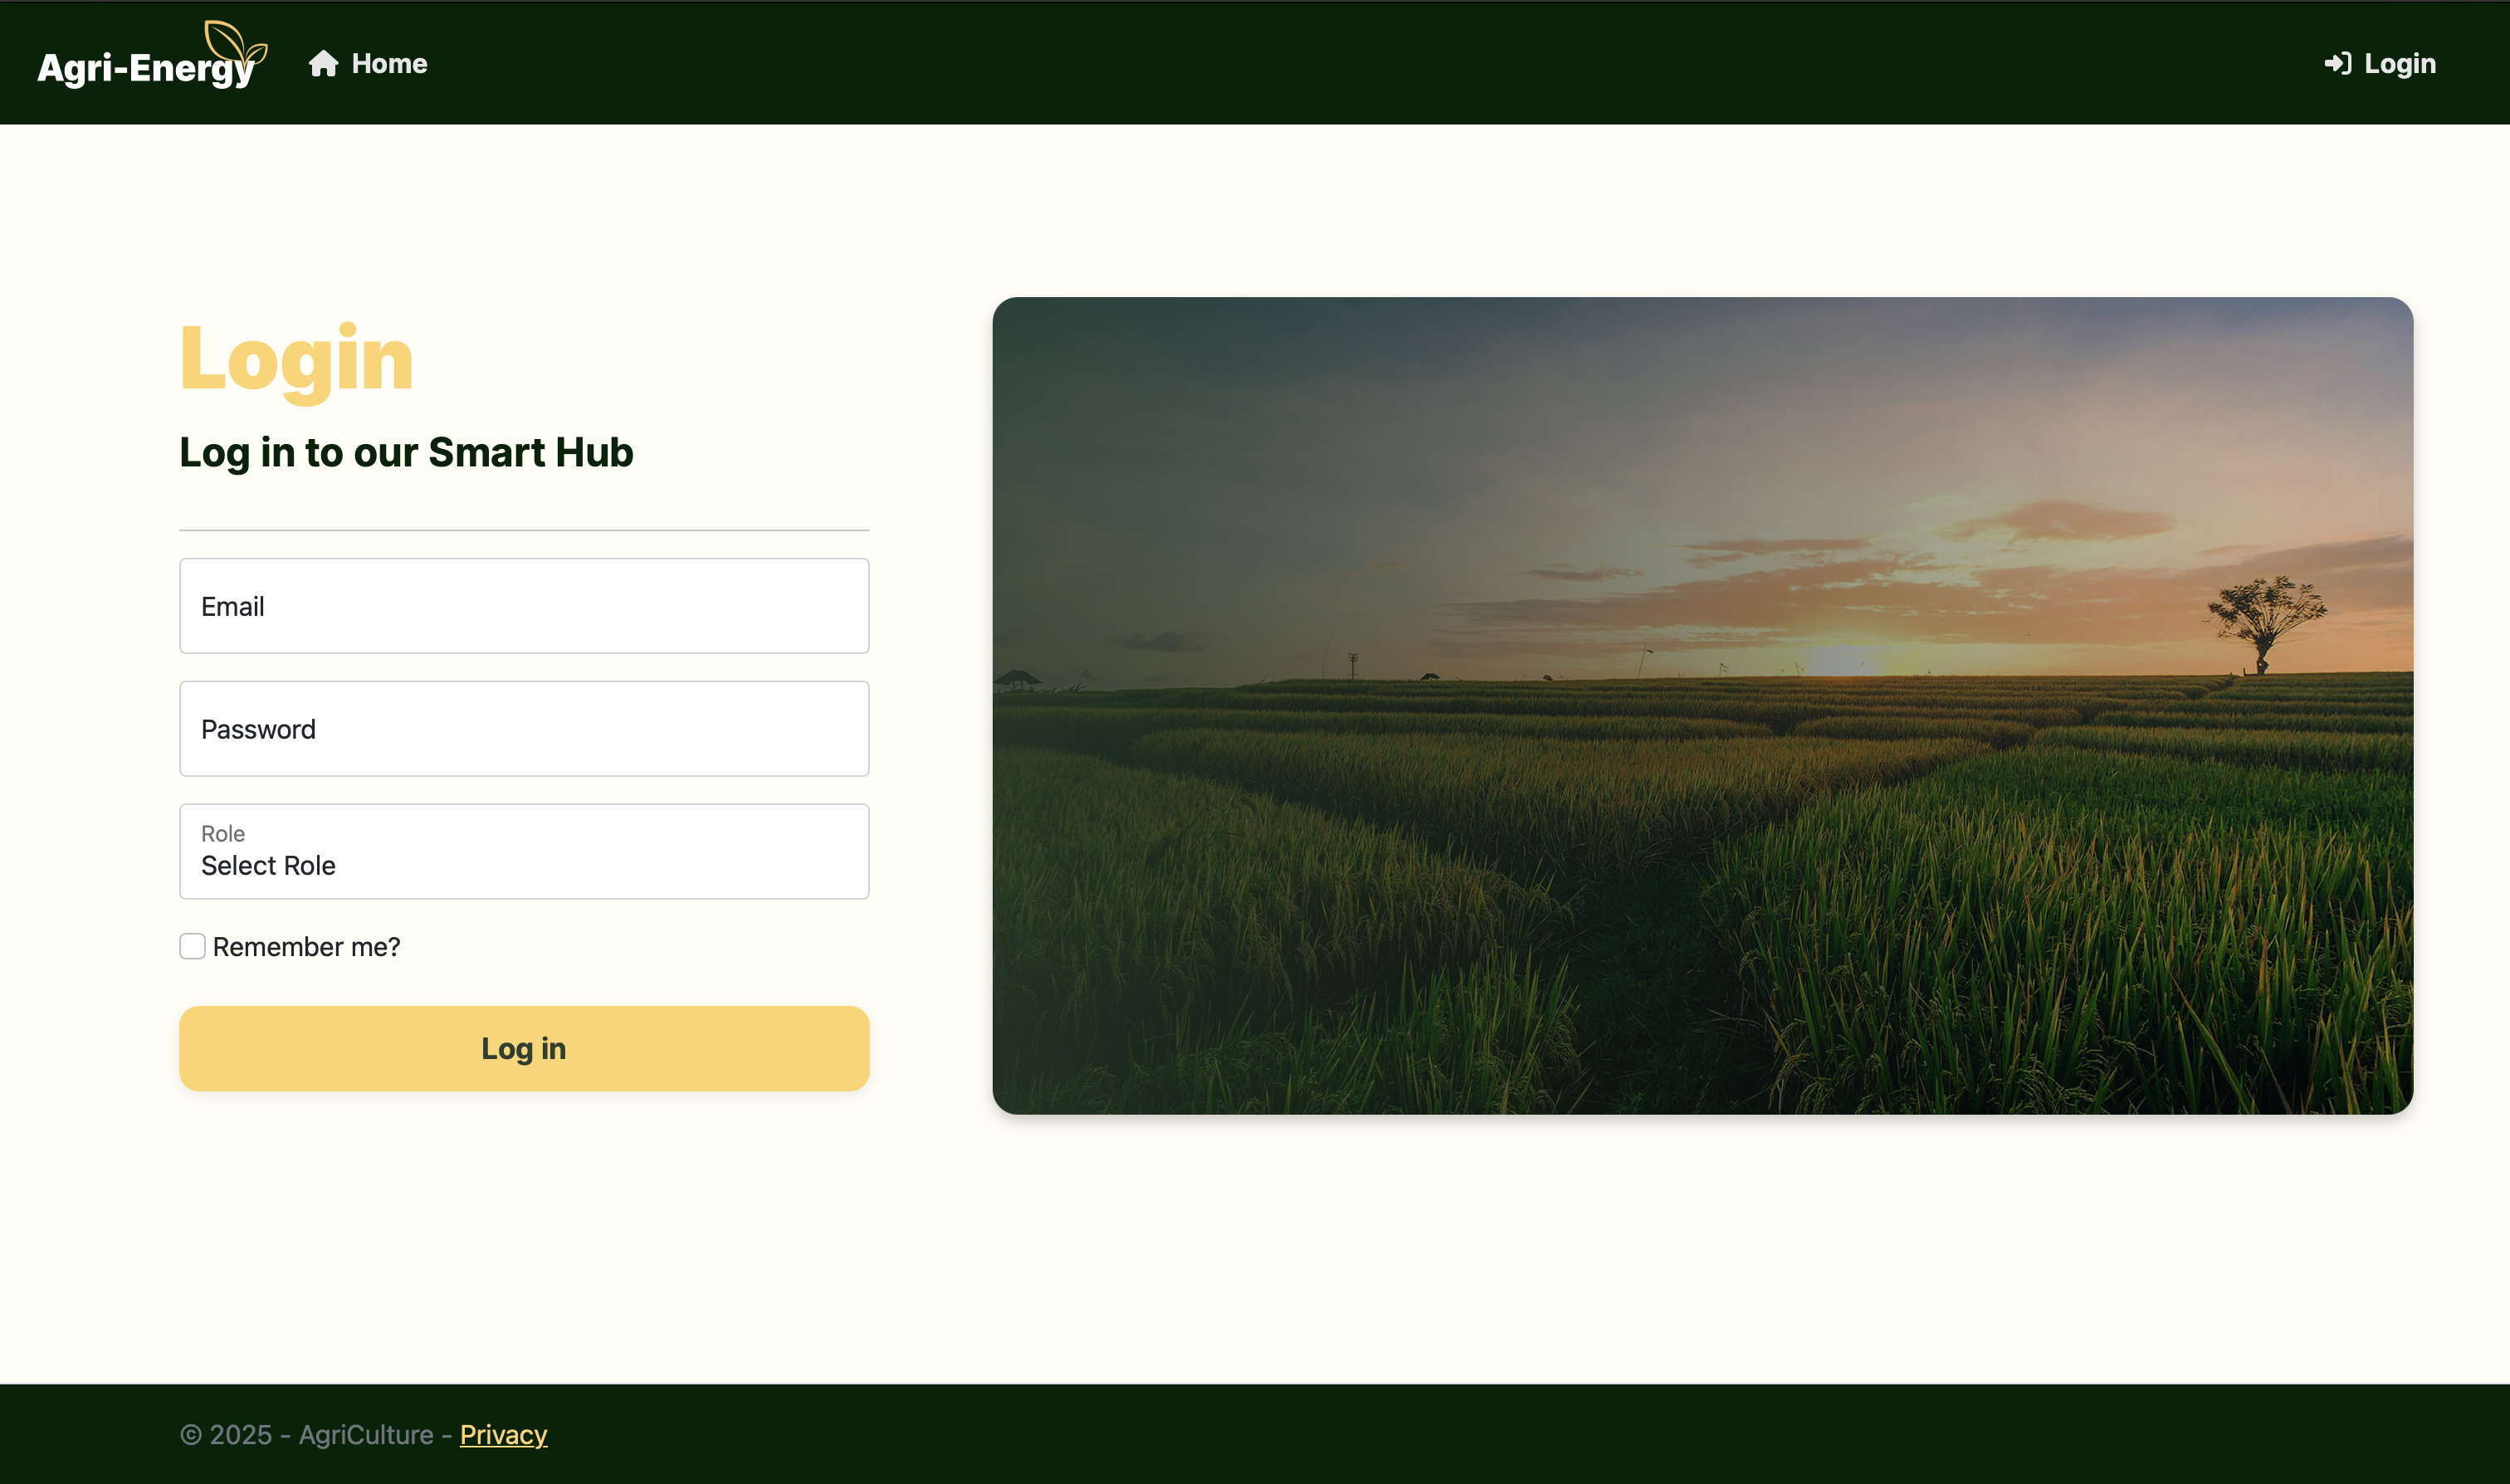 Agri-Energy
Home
Login
Login
Log in to our Smart Hub
Email
Password
Role
Select Role
Remember me?
Log in
© 2025 - AgriCulture - Privacy